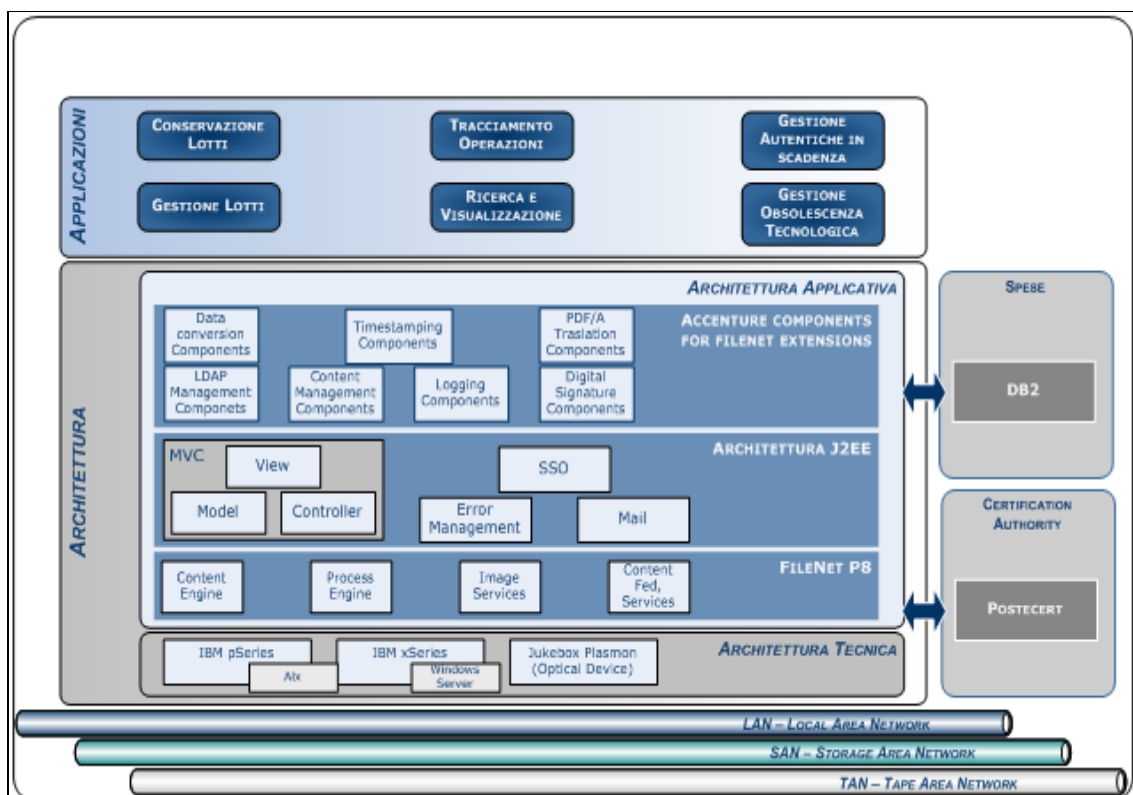 APPLICAZIONI
CONSERVAZIONE
LOTTI
TRACCIAMENTO
OPERAZIONI
GESTIONE
AUTENTICHE IN
SCADENZA
GESTIONE LOTTI
RICERCA E
VISUALIZZAZIONE
GESTIONE
OBSOLESCENZA
TECNOLOGICA
ARCHITETTURA
ARCHITETTURA APPLICATIVA
ACCENTURE COMPONENTS
FOR FILENET EXTENSIONS
Data
conversion
Components
Timestamping
Components
PDF/A
Traslation
Components
LDAP
Management
Componets
Content
Management
Components
Logging
Components
Digital
Signature
Components
ARCHITETTURA J2EE
MVC
View
Model
Controller
SSO
Error
Management
Mail
FILENET P8
Content
Engine
Process
Engine
Image
Services
Content
Fed,
Services
ARCHITETTURA TECNICA
IBM pSeries
Aix
IBM xSeries
Windows
Server
Jukebox Plasmon
(Optical Device)
SPESE
DB2
CERTIFICATION
AUTHORITY
POSTECERT
LAN – LOCAL AREA NETWORK
SAN – STORAGE AREA NETWORK
TAN – TAPE AREA NETWORK